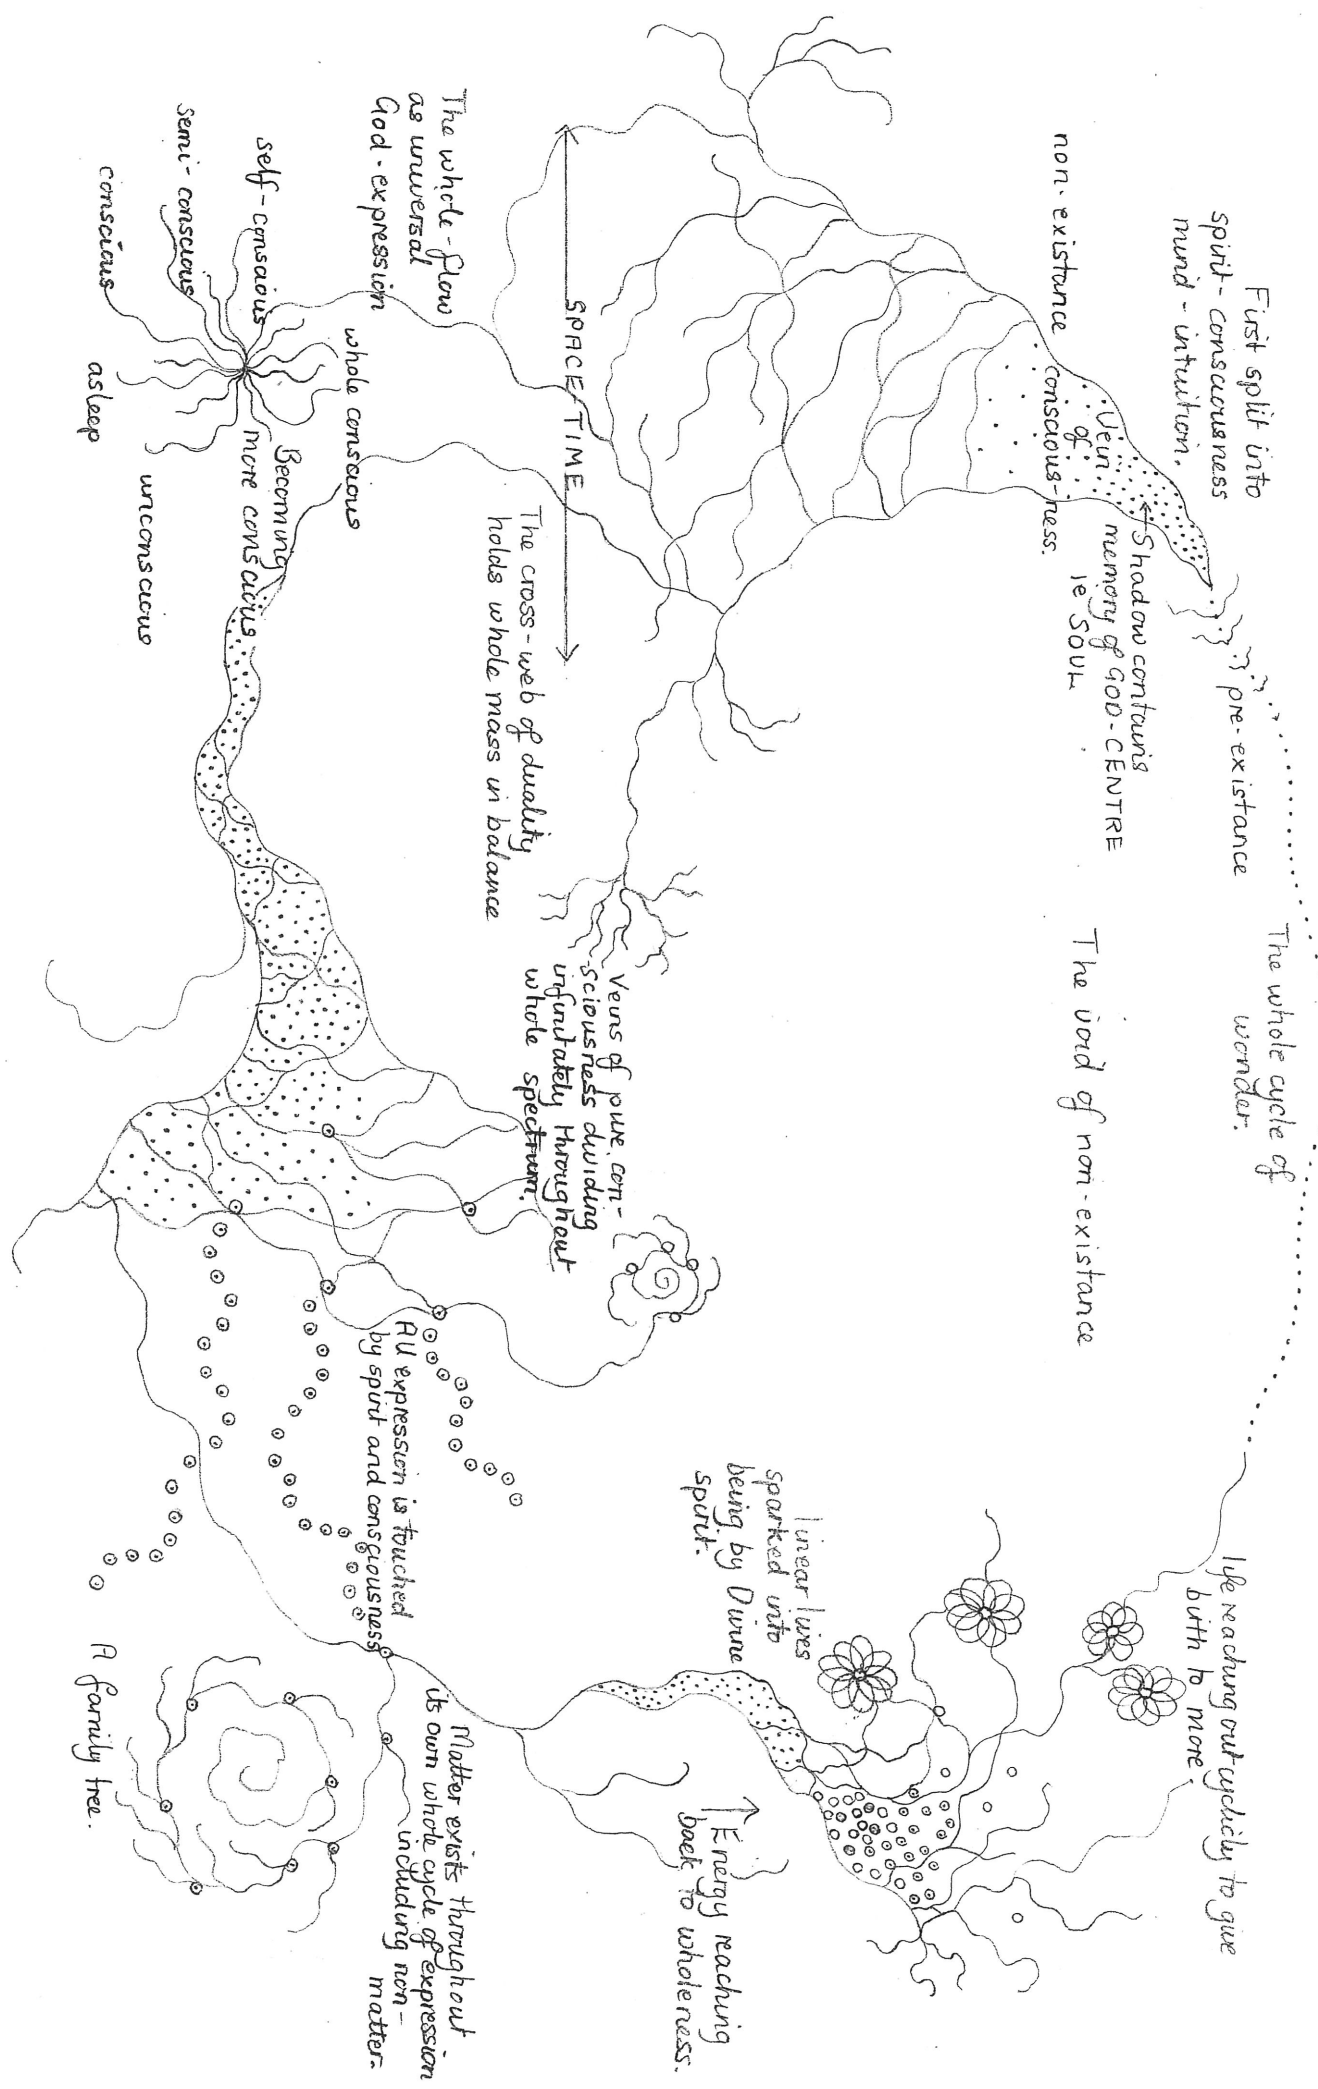 The whole cycle of
wonder.
First split into
spirit-consciousness
mind-intuition.
pre-existance
life reaching out cyclicly to give
birth to more.
Shadow contains
memory of GOD-CENTRE
ie SOUL
Vein
of
conscious-ness.
non-existance
The void of non-existance
linear lives
sparked into
being by Divine
spirit.
Energy reaching
back to wholeness.
SPACE-TIME
Veins of pure con-
sciousness dividing
infinitately throughout
whole spectrum.
The cross-web of duality
holds whole mass in balance
The whole-flow
as universal
God-expression
All expression is touched
by spirit and consciousness
Matter exists throughout
its own whole cycle of expression
including non-
matter.
whole conscious
Becoming
more conscious
self-conscious
semi-conscious
conscious
asleep
unconscious
A family tree.